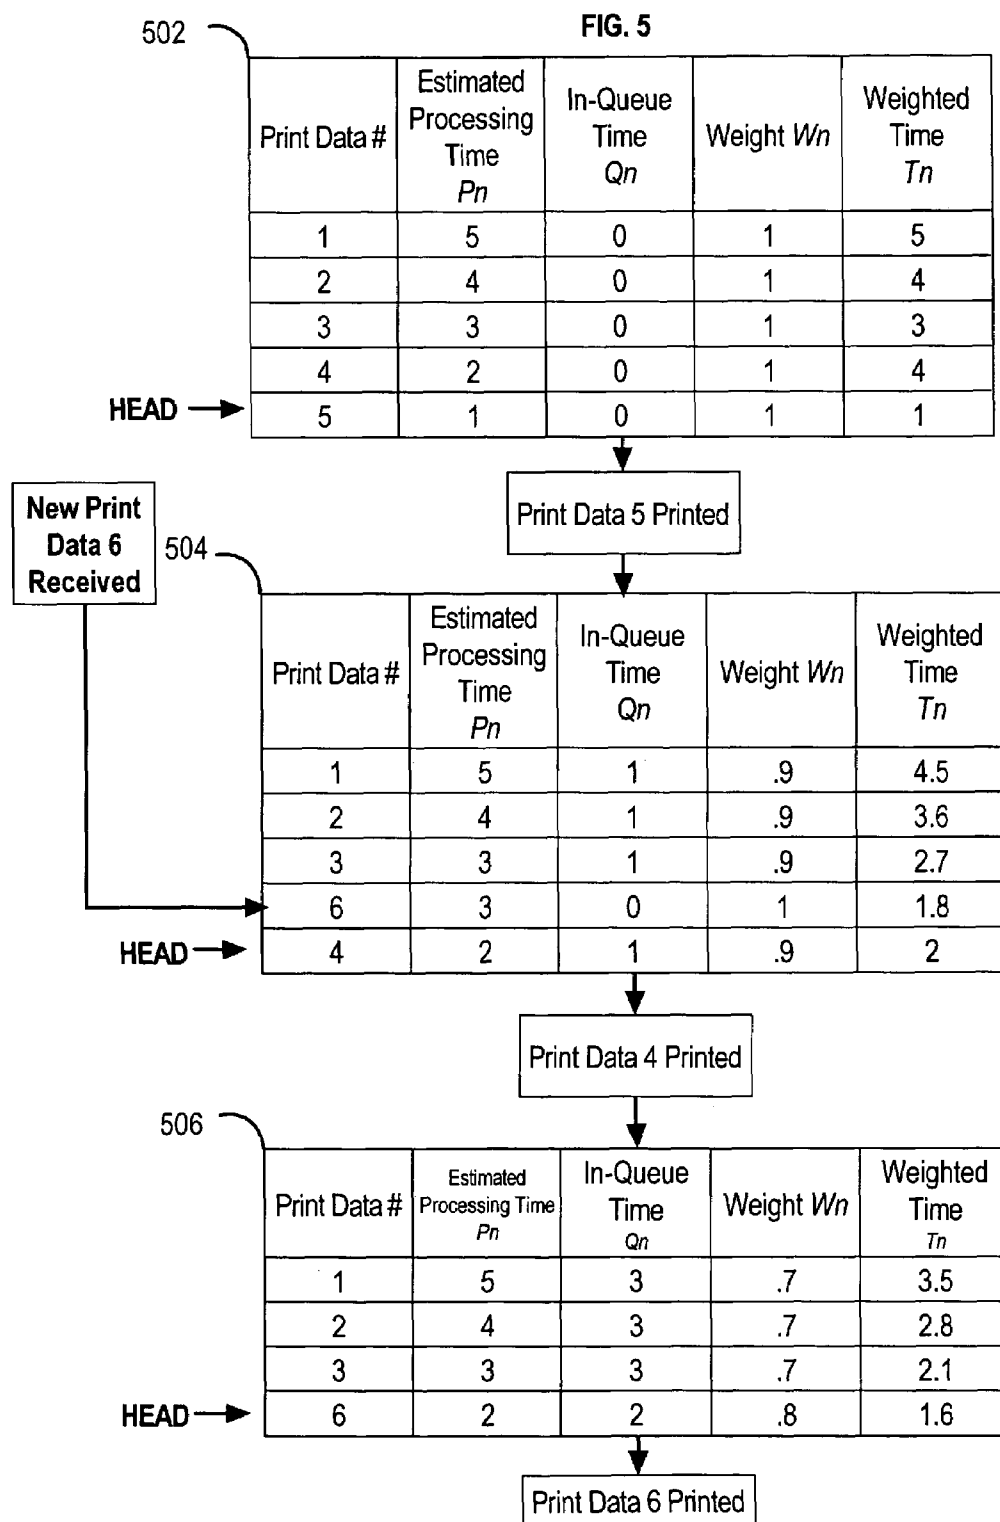 FIG. 5
502
Print Data #
Estimated
Processing
Time
Pn
In-Queue
Time
Qn
Weight Wn
Weighted
Time
Tn
1 5 0 1 5
2 4 0 1 4
3 3 0 1 3
4 2 0 1 4
HEAD
5 1 0 1 1
Print Data 5 Printed
New Print
Data 6
Received
504
Print Data #
Estimated
Processing
Time
Pn
In-Queue
Time
Qn
Weight Wn
Weighted
Time
Tn
1 5 1 .9 4.5
2 4 1 .9 3.6
3 3 1 .9 2.7
6 3 0 1 1.8
HEAD
4 2 1 .9 2
Print Data 4 Printed
506
Print Data #
Estimated
Processing Time
Pn
In-Queue
Time
Qn
Weight Wn
Weighted
Time
Tn
1 5 3 .7 3.5
2 4 3 .7 2.8
3 3 3 .7 2.1
HEAD
6 2 2 .8 1.6
Print Data 6 Printed